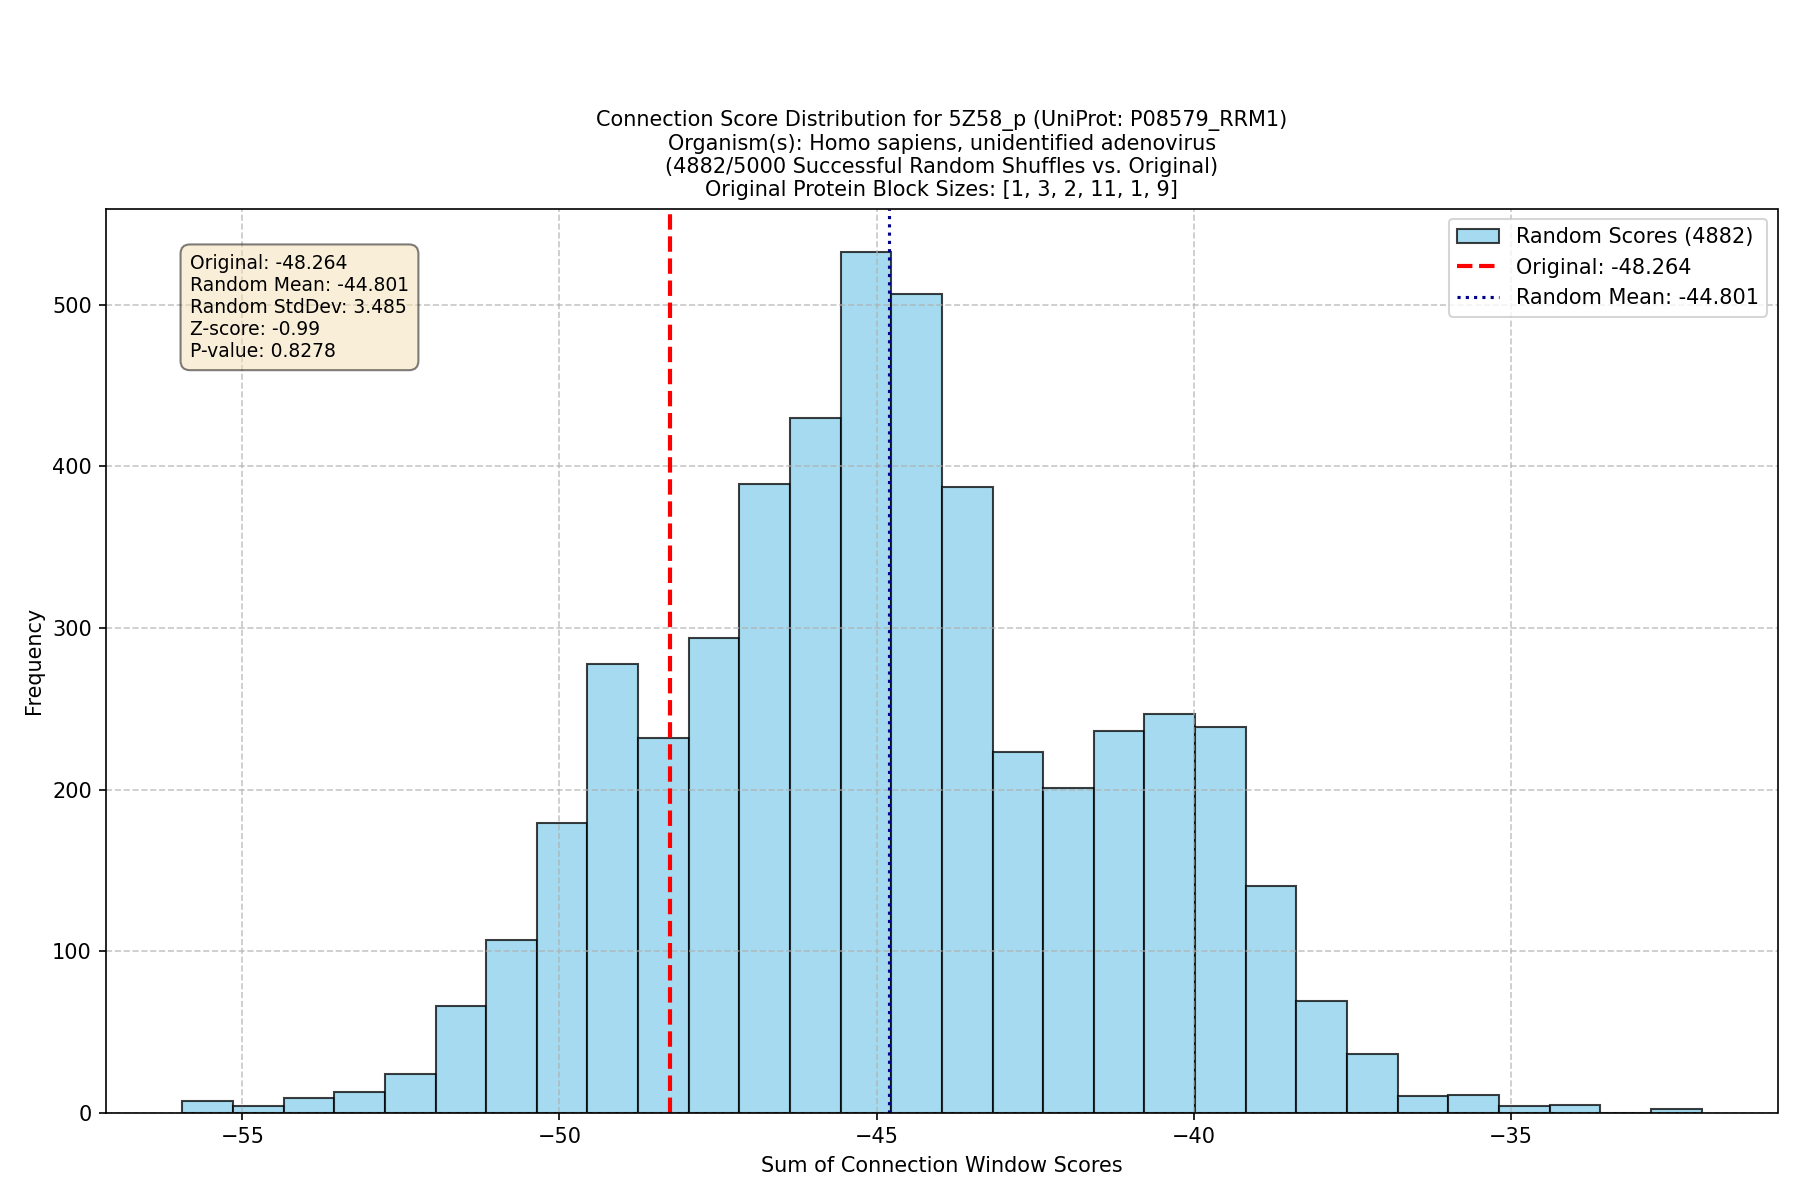 Connection Score Distribution for 5Z58_p (UniProt: P08579_RRM1)
Organism(s): Homo sapiens, unidentified adenovirus
(4882/5000 Successful Random Shuffles vs. Original)
Original Protein Block Sizes: [1, 3, 2, 11, 1, 9]
Original: -48.264
Random Mean: -44.801
Random StdDev: 3.485
Z-score: -0.99
P-value: 0.8278
Random Scores (4882)
Original: -48.264
Random Mean: -44.801
Frequency
500
400
300
200
100
0
−55
−50
−45
−40
−35
Sum of Connection Window Scores